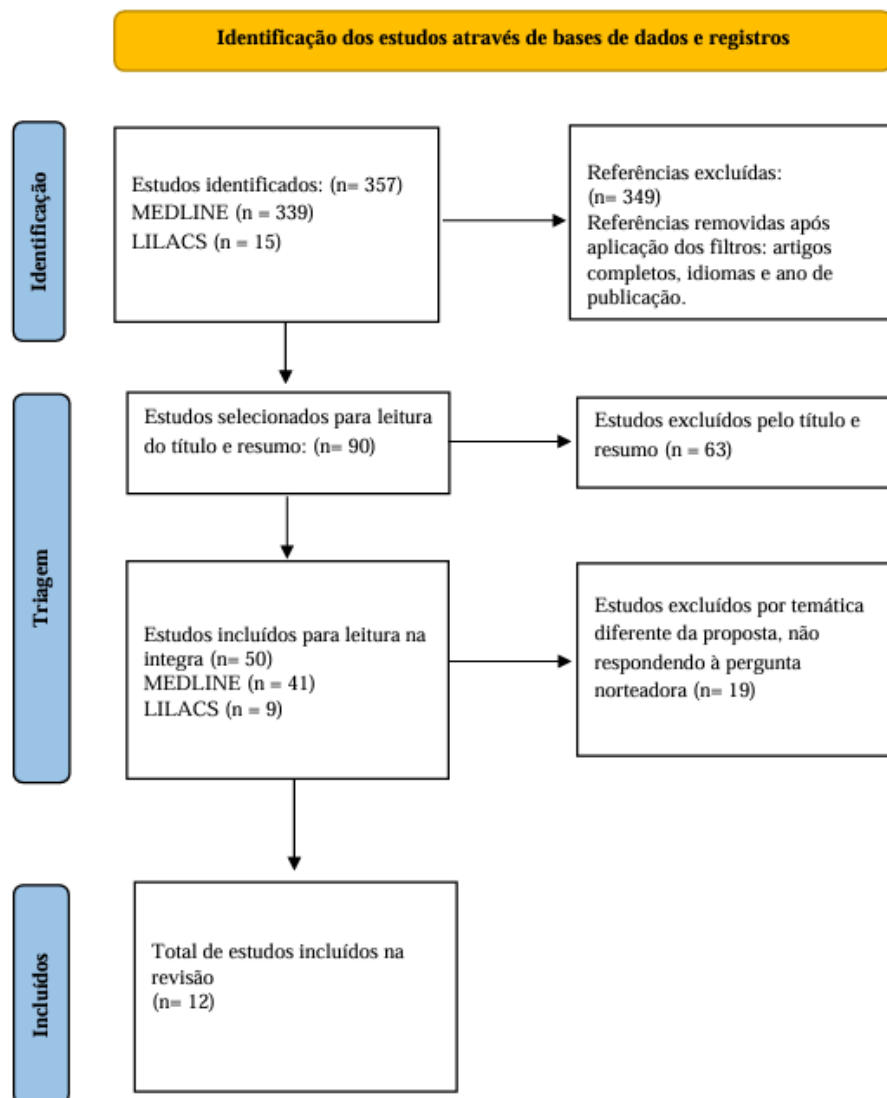 Identificação dos estudos através de bases de dados e registros
Identificação
Estudos identificados: (n= 357)
MEDLINE (n = 339)
LILACS (n = 15)
Referências excluídas:
(n= 349)
Referências removidas após
aplicação dos filtros: artigos
completos, idiomas e ano de
publicação.
Triagem
Estudos selecionados para leitura
do título e resumo: (n= 90)
Estudos excluídos pelo título e
resumo (n = 63)
Estudos incluídos para leitura na
integra (n= 50)
MEDLINE (n = 41)
LILACS (n = 9)
Estudos excluídos por temática
diferente da proposta, não
respondendo à pergunta
norteadora (n= 19)
Incluídos
Total de estudos incluídos na
revisão
(n= 12)